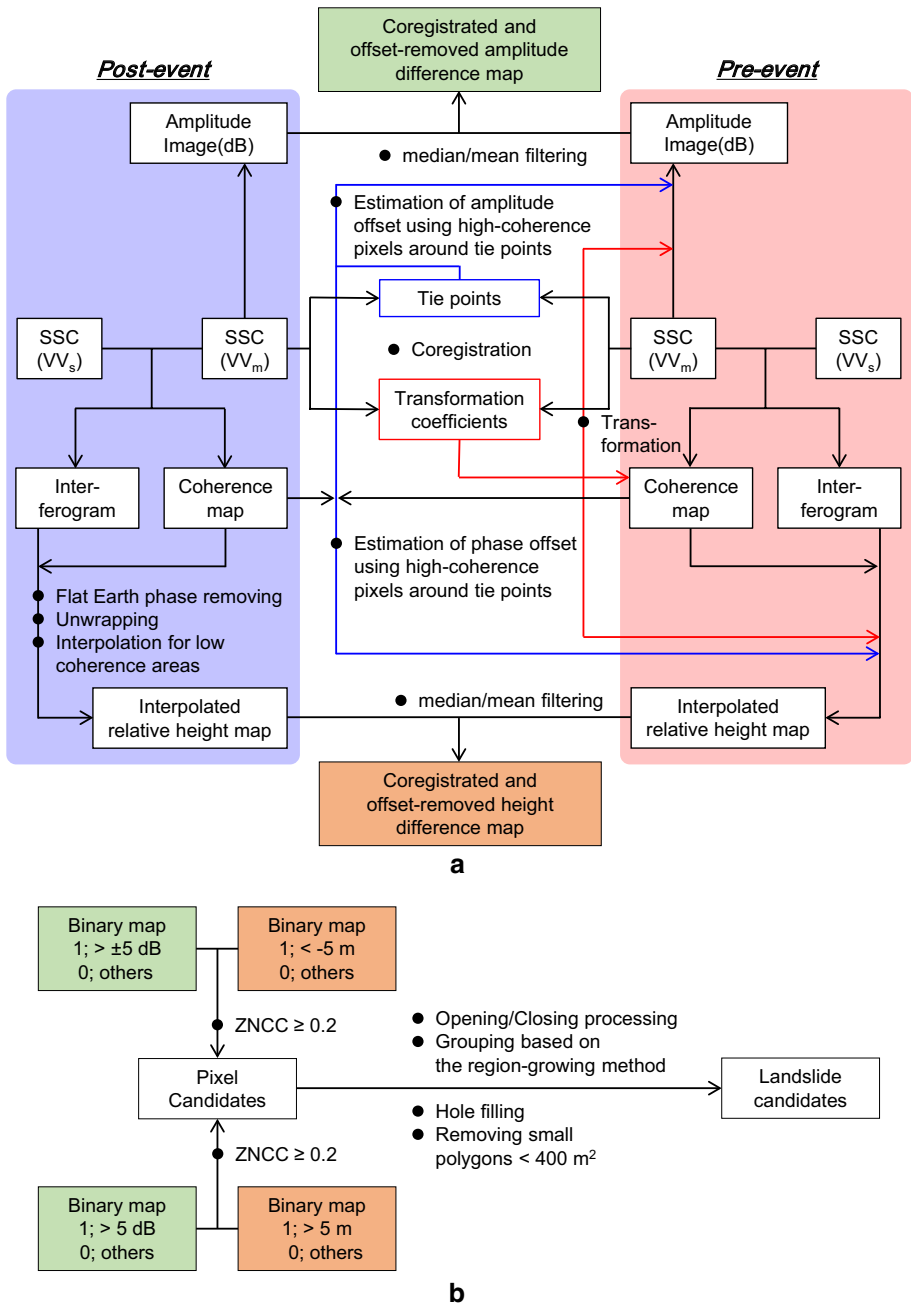 Coregistrated and
offset-removed amplitude
difference map
Post-event
Pre-event
Amplitude
Image(dB)
Amplitude
Image(dB)
● median/mean filtering
● Estimation of amplitude
offset using high-coherence
pixels around tie points
Tie points
SSC
(VVs)
SSC
(VVm)
● Coregistration
SSC
(VVm)
SSC
(VVs)
Transformation
coefficients
● Trans-
formation
Inter-
ferogram
Coherence
map
Coherence
map
Inter-
ferogram
● Estimation of phase offset
using high-coherence
pixels around tie points
● Flat Earth phase removing
● Unwrapping
● Interpolation for low
coherence areas
Interpolated
relative height map
● median/mean filtering
Interpolated
relative height map
Coregistrated and
offset-removed height
difference map
a
Binary map
1; > ±5 dB
0; others
Binary map
1; < -5 m
0; others
● ZNCC ≥ 0.2
● Opening/Closing processing
● Grouping based on
the region-growing method
Pixel
Candidates
Landslide
candidates
● Hole filling
● Removing small
polygons < 400 m²
● ZNCC ≥ 0.2
Binary map
1; > 5 dB
0; others
Binary map
1; > 5 m
0; others
b